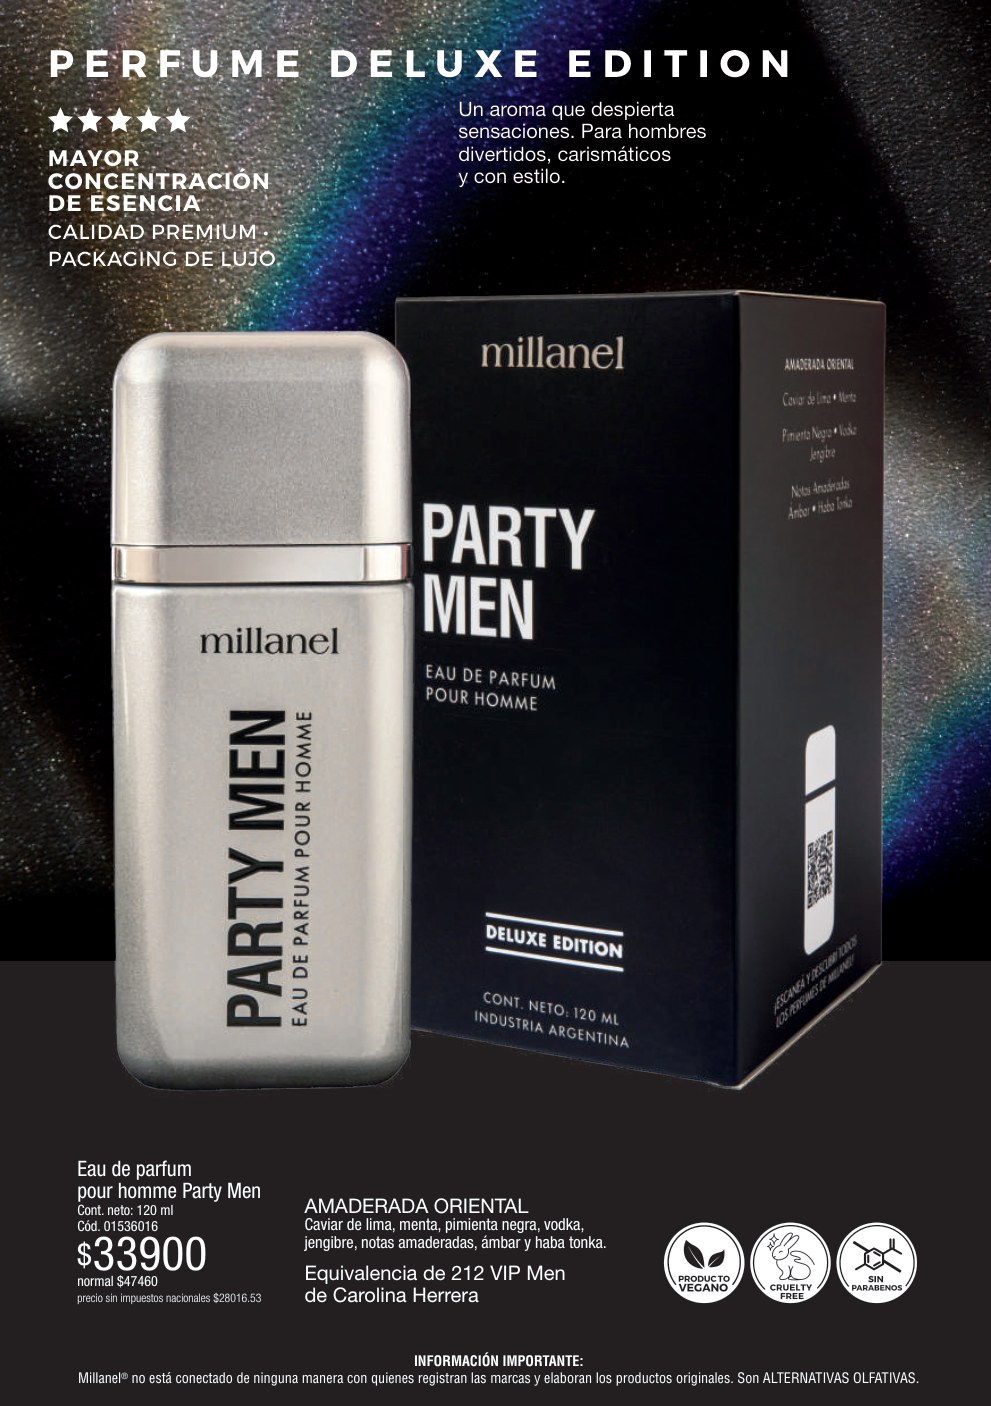 PERFUME DELUXE EDITION
MAYOR
CONCENTRACIÓN
DE ESENCIA
CALIDAD PREMIUM •
PACKAGING DE LUJO.
Un aroma que despierta
sensaciones. Para hombres
divertidos, carismáticos
y con estilo.
millanel
PARTY MEN
EAU DE PARFUM POUR HOMME
millanel
PARTY
MEN
EAU DE PARFUM
POUR HOMME
DELUXE EDITION
CONT. NETO: 120 ML
INDUSTRIA ARGENTINA
AMADERADA ORIENTAL
Caviar de Lima • Menta
Pimienta Negra • Vodka
Jengibre
Notas Amaderadas
Ámbar • Haba Tonka
¡ESCANEÁ Y DESCUBRÍ TODOS
LOS PERFUMES DE MILLANEL!
Eau de parfum
pour homme Party Men
Cont. neto: 120 ml
Cód. 01536016
$33900
normal $47460
precio sin impuestos nacionales $28016.53
AMADERADA ORIENTAL
Caviar de lima, menta, pimienta negra, vodka,
jengibre, notas amaderadas, ámbar y haba tonka.
Equivalencia de 212 VIP Men
de Carolina Herrera
PRODUCTO
VEGANO
CRUELTY
FREE
SIN
PARABENOS
INFORMACIÓN IMPORTANTE:
Millanel® no está conectado de ninguna manera con quienes registran las marcas y elaboran los productos originales. Son ALTERNATIVAS OLFATIVAS.